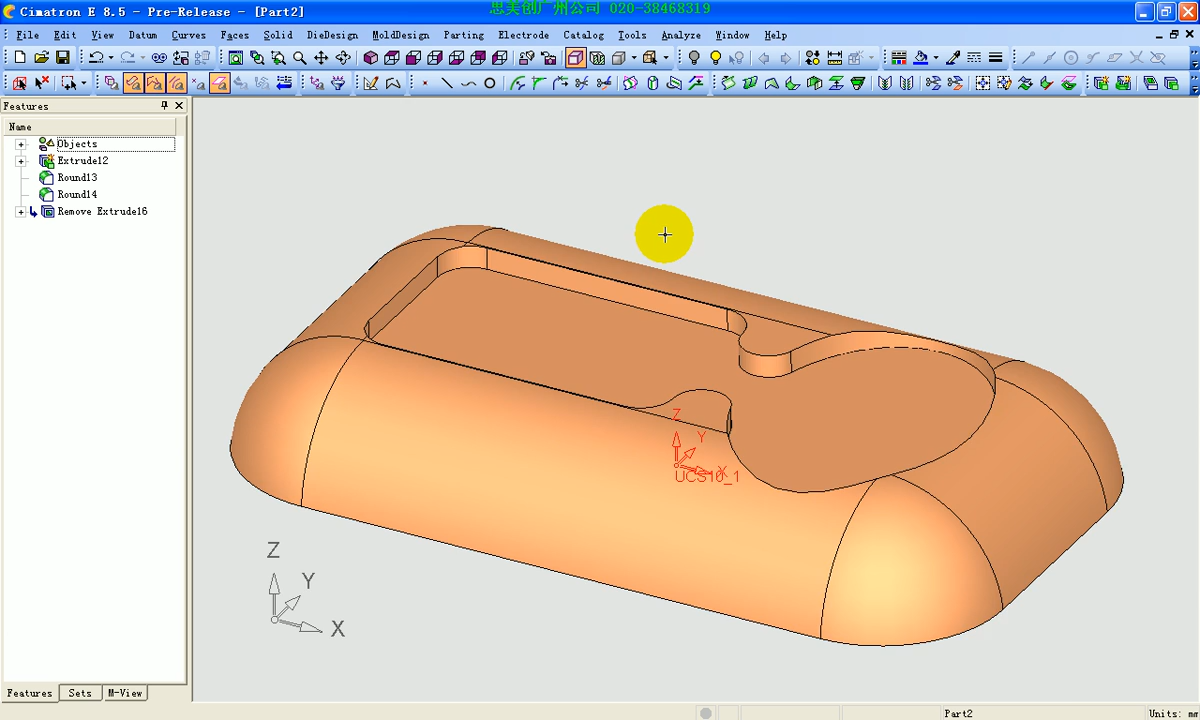 Cimatron E 8.5 - Pre-Release - [Part2]
思美创广州公司 020-38468319
File Edit View Datum Curves Faces Solid DieDesign MoldDesign Parting Electrode Catalog Tools Analyze Window Help
Features
Name
Objects
Extrude12
Round13
Round14
Remove Extrude16
Z
Y
X
UCS10_1
Z
Y
X
Features Sets M-View
Part2 Units: mm